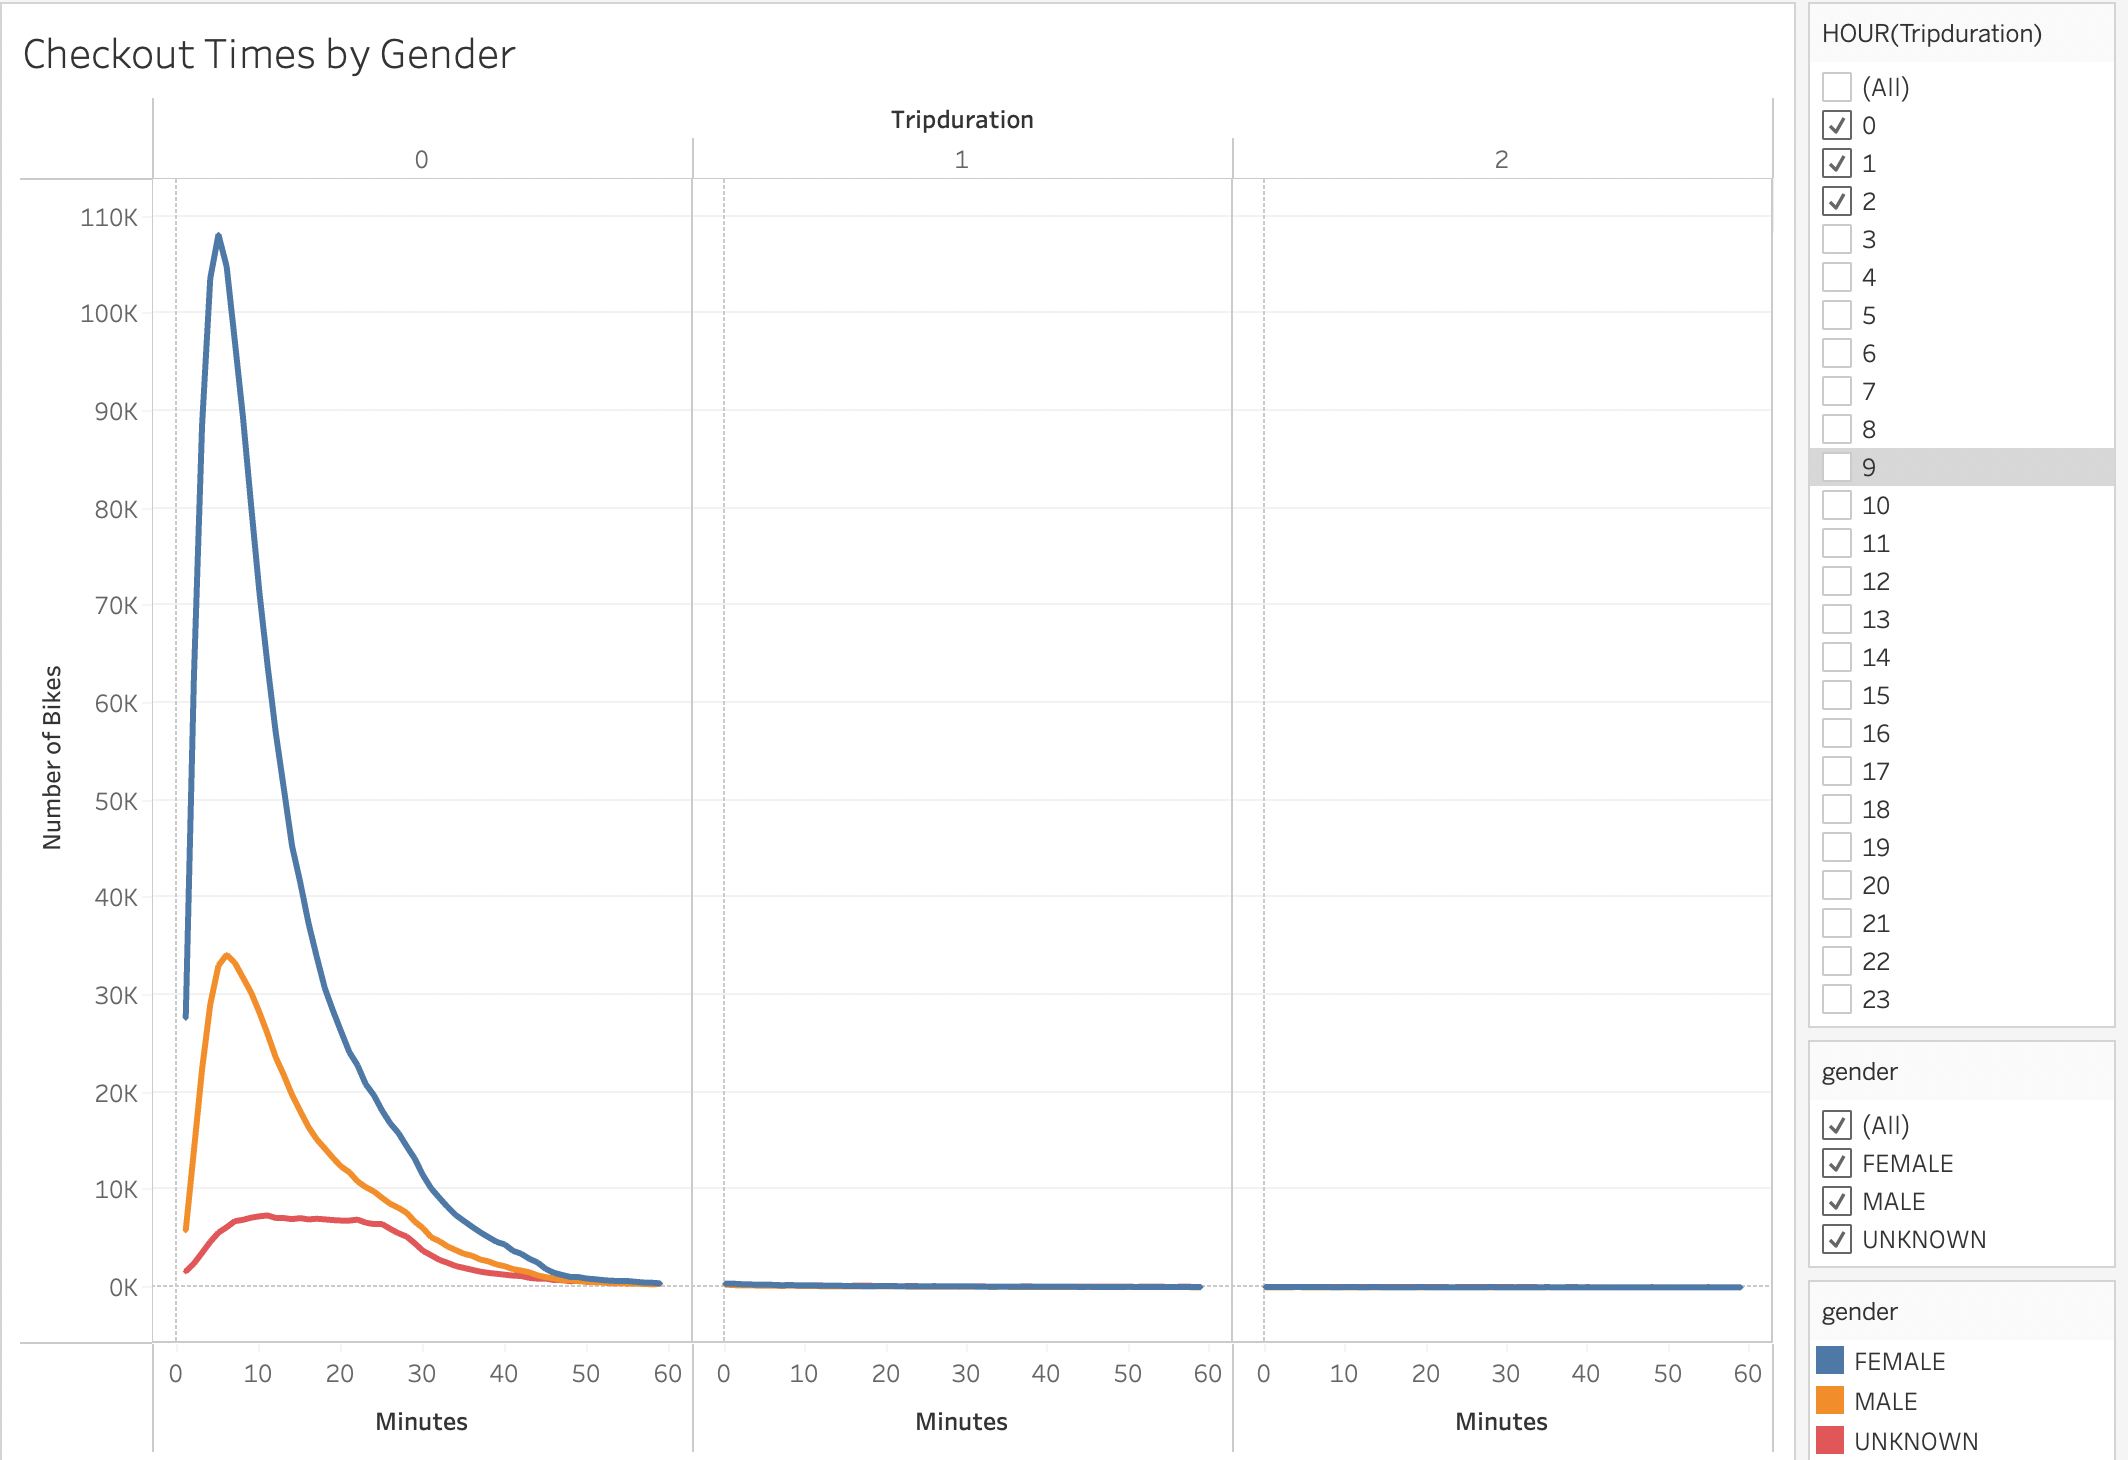 Checkout Times by Gender
Tripduration
0 1 2
110K
100K
90K
80K
70K
60K
50K
40K
30K
20K
10K
0K
Number of Bikes
0 10 20 30 40 50 60 0 10 20 30 40 50 60 0 10 20 30 40 50 60
Minutes Minutes Minutes
HOUR(Tripduration)
(All)
0
1
2
3
4
5
6
7
8
9
10
11
12
13
14
15
16
17
18
19
20
21
22
23
gender
(All)
FEMALE
MALE
UNKNOWN
gender
FEMALE
MALE
UNKNOWN